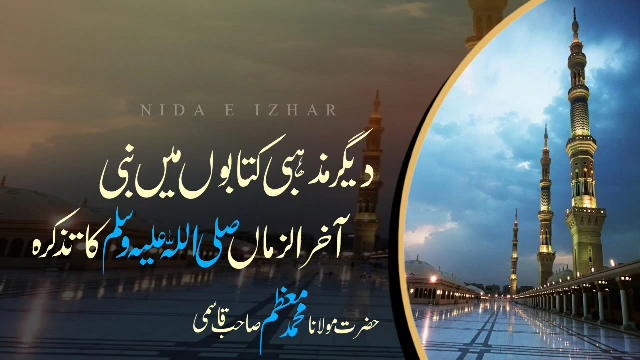 NIDA E IZHAR
دیگر مذہبی کتابوں میں نبی
آخر الزماں صلی اللہ علیہ وسلم کا تذکرہ
حضرت مولانا محمد معظم صاحب قاسمی